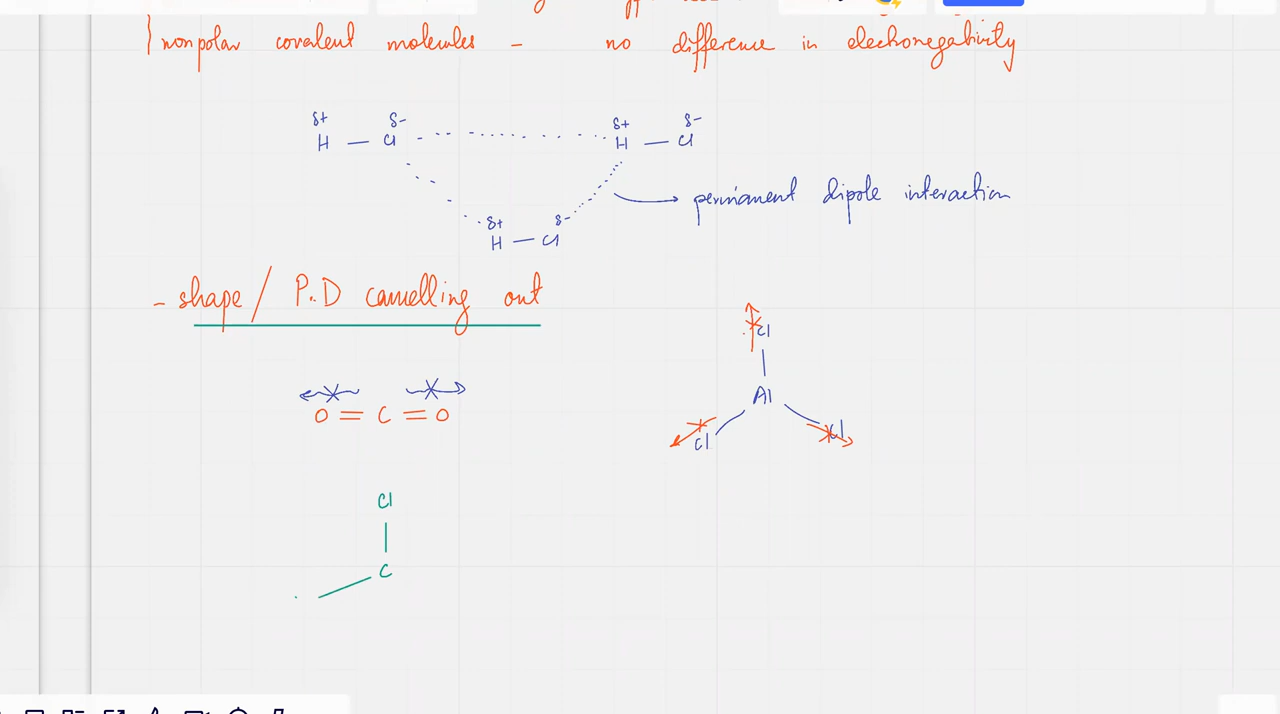 nonpolar covalent molecules - no difference in electronegativity
δ+ δ- δ+ δ-
H — Cl H — Cl
permanent dipole interaction
δ+ δ-
H — Cl
- shape / P.D cancelling out
Cl
Al
Cl Cl
O = C = O
Cl
C